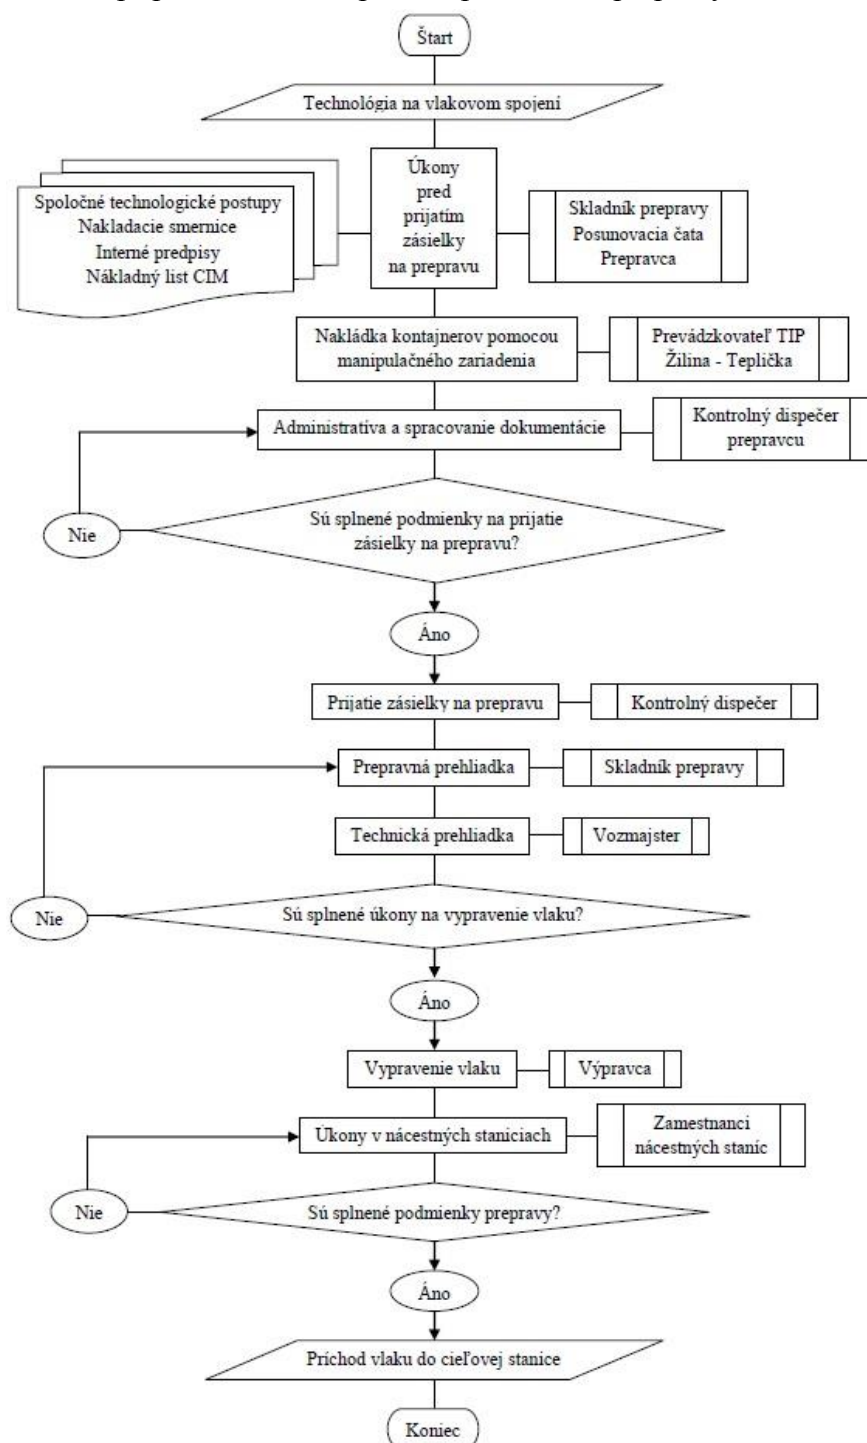 Štart
Technológia na vlakovom spojení
Spoločné technologické postupy
Nakladacie smernice
Interné predpisy
Nákladný list CIM
Úkony
pred
prijatím
zásielky
na prepravu
Skladník prepravy
Posunovacia čata
Prepravca
Nakládka kontajnerov pomocou
manipulačného zariadenia
Prevádzkovateľ TIP
Žilina - Teplička
Administratíva a spracovanie dokumentácie
Kontrolný dispečer
prepravcu
Sú splnené podmienky na prijatie
zásielky na prepravu?
Nie
Áno
Prijatie zásielky na prepravu
Kontrolný dispečer
Prepravná prehliadka
Skladník prepravy
Technická prehliadka
Vozmajster
Sú splnené úkony na vypravenie vlaku?
Nie
Áno
Vypravenie vlaku
Výpravca
Úkony v nácestných staniciach
Zamestnanci
nácestných staníc
Sú splnené podmienky prepravy?
Nie
Áno
Príchod vlaku do cieľovej stanice
Koniec